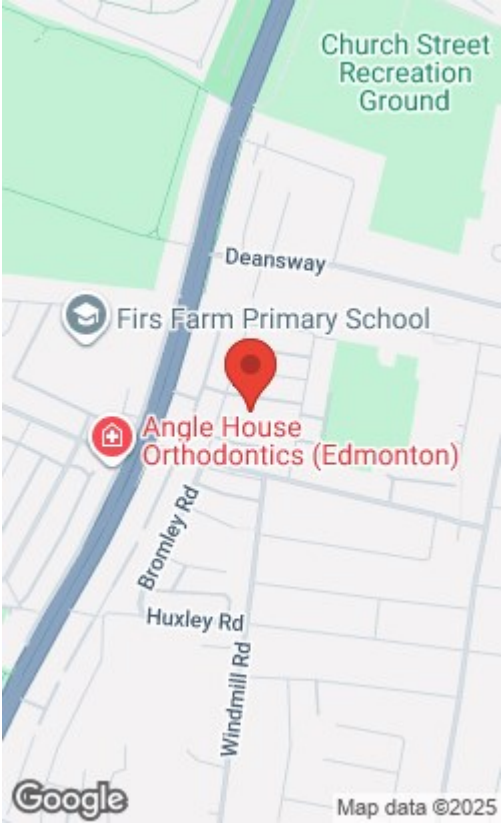 Church Street
Recreation
Ground
Deansway
Firs Farm Primary School
Angle House
Orthodontics (Edmonton)
Bromley Rd
Huxley Rd
Windmill Rd
Google
Map data ©2025